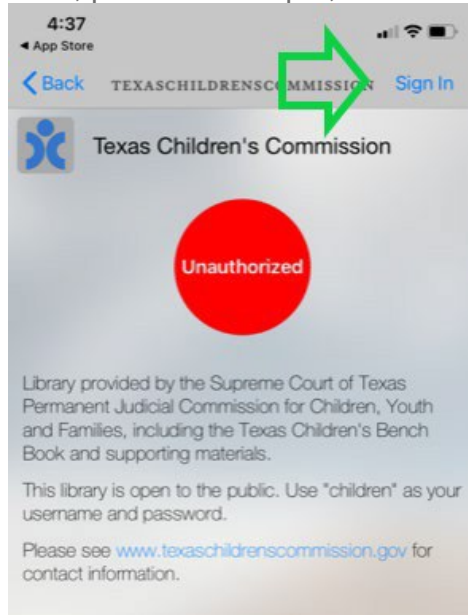 4:37
◀ App Store
Back TEXASCHILDRENSCOMMISSION Sign In
Texas Children's Commission
Unauthorized
Library provided by the Supreme Court of Texas
Permanent Judicial Commission for Children, Youth
and Families, including the Texas Children's Bench
Book and supporting materials.
This library is open to the public. Use "children" as your
username and password.
Please see www.texaschildrenscommission.gov for
contact information.